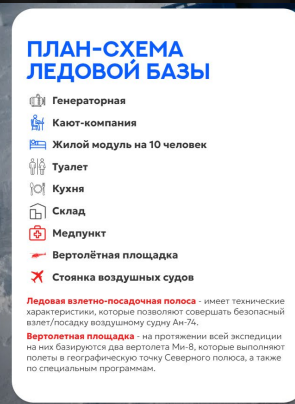 ПЛАН-СХЕМА
ЛЕДОВОЙ БАЗЫ
Генераторная
Кают-компания
Жилой модуль на 10 человек
Туалет
Кухня
Склад
Медпункт
Вертолётная площадка
Стоянка воздушных судов
Ледовая взлетно-посадочная полоса - имеет технические
характеристики, которые позволяют совершать безопасный
взлет/посадку воздушному судну Ан-74.
Вертолетная площадка - на протяжении всей экспедиции
на них базируются два вертолета Ми-8, которые выполняют
полеты в географическую точку Северного полюса, а также
по специальным программам.